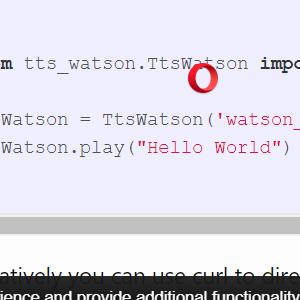 m tts_watson.TtsWatson impo
Watson = TtsWatson('watson_
Watson.play("Hello World")
atively you can use curl to dire
ience and provide additional functionality